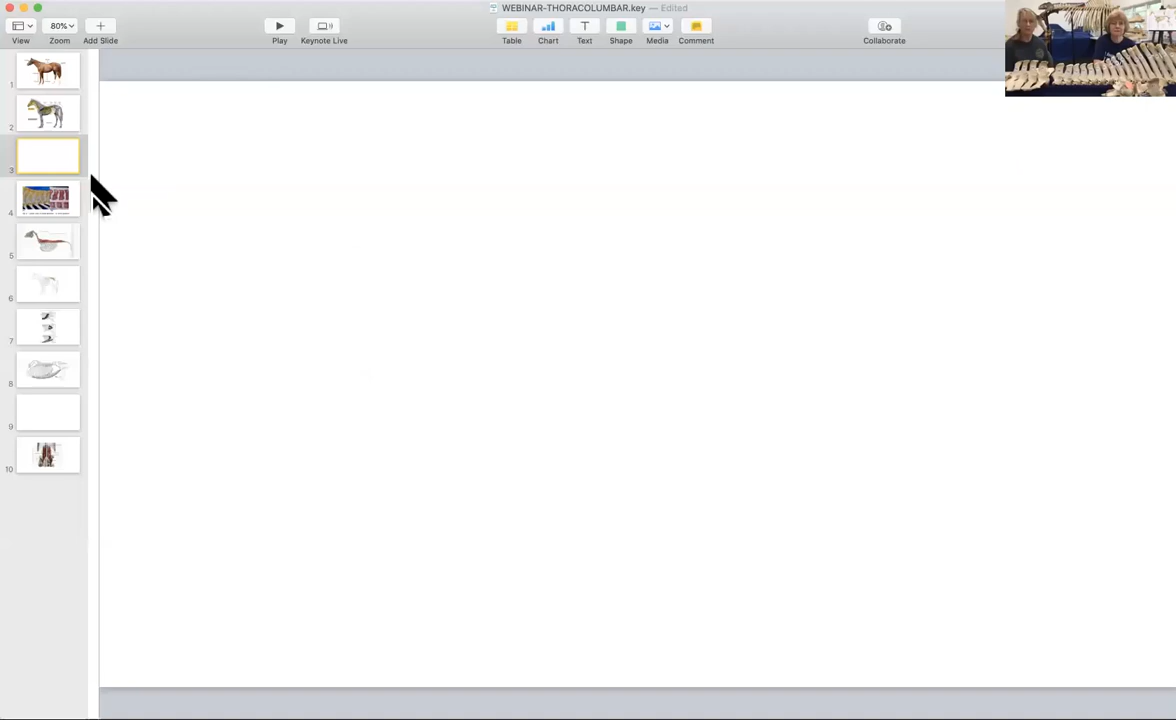 WEBINAR-THORACOLUMBAR.key — Edited
80%
View
Zoom
Add Slide
Play
Keynote Live
Table
Chart
Text
Shape
Media
Comment
Collaborate
1
2
3
4
5
6
7
8
9
10